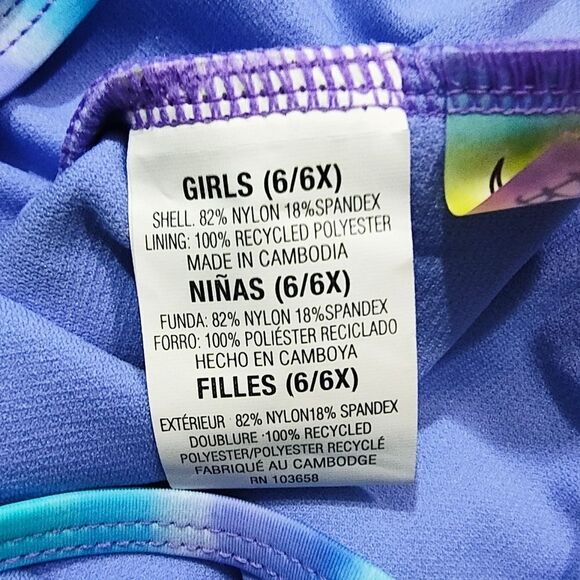 GIRLS (6/6X)
SHELL. 82% NYLON 18%SPANDEX
LINING: 100% RECYCLED POLYESTER
MADE IN CAMBODIA
NIÑAS (6/6X)
FUNDA: 82% NYLON 18%SPANDEX
FORRO: 100% POLIÉSTER RECICLADO
HECHO EN CAMBOYA
FILLES (6/6X)
EXTÉRIEUR 82% NYLON18% SPANDEX
DOUBLURE ·100% RECYCLED
POLYESTER/POLYESTER RECYCLÉ
FABRIQUÉ AU CAMBODGE
RN 103658